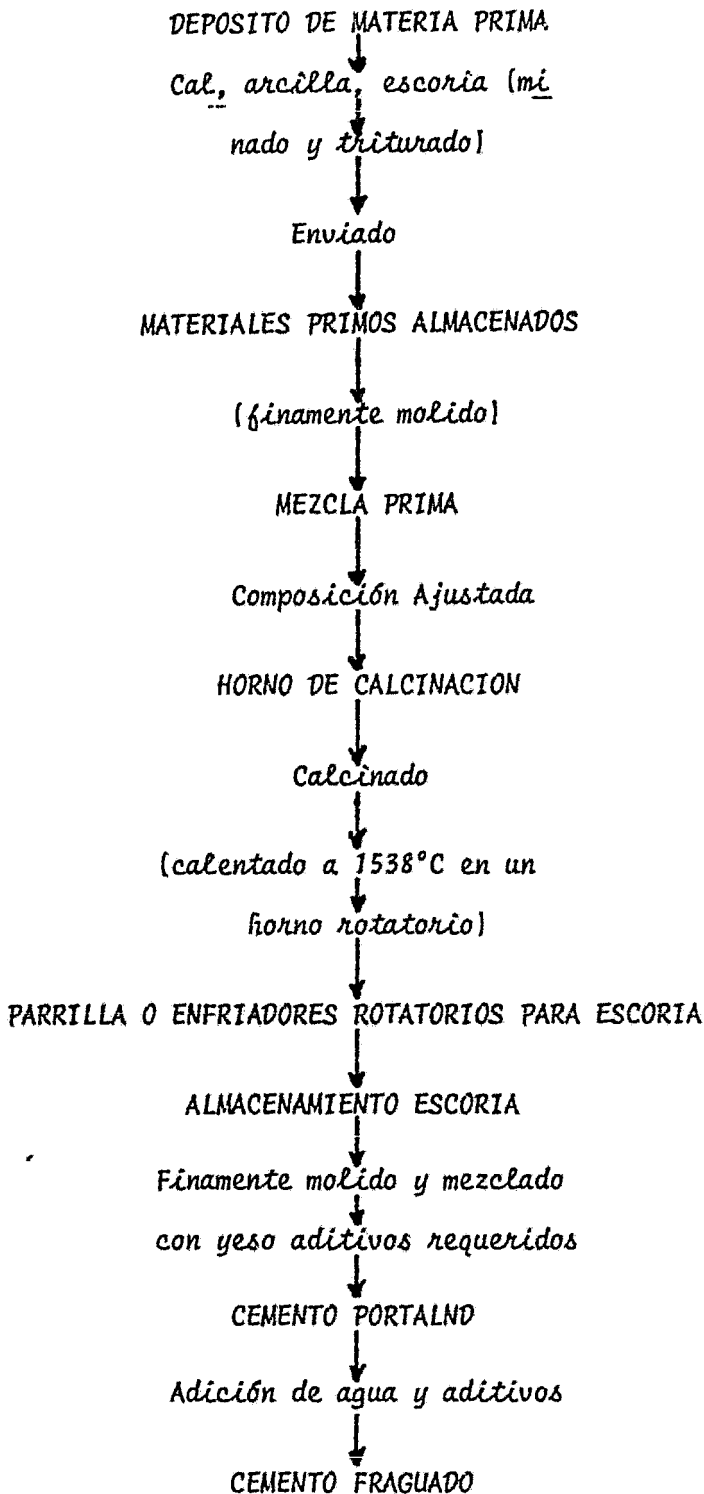 DEPOSITO DE MATERIA PRIMA
Cal, arcilla, escoria (mi
nado y triturado)
Enviado
MATERIALES PRIMOS ALMACENADOS
(finamente molido)
MEZCLA PRIMA
Composición Ajustada
HORNO DE CALCINACION
Calcinado
(calentado a 1538°C en un
horno rotatorio)
PARRILLA O ENFRIADORES ROTATORIOS PARA ESCORIA
ALMACENAMIENTO ESCORIA
Finamente molido y mezclado
con yeso aditivos requeridos
CEMENTO PORTALND
Adición de agua y aditivos
CEMENTO FRAGUADO